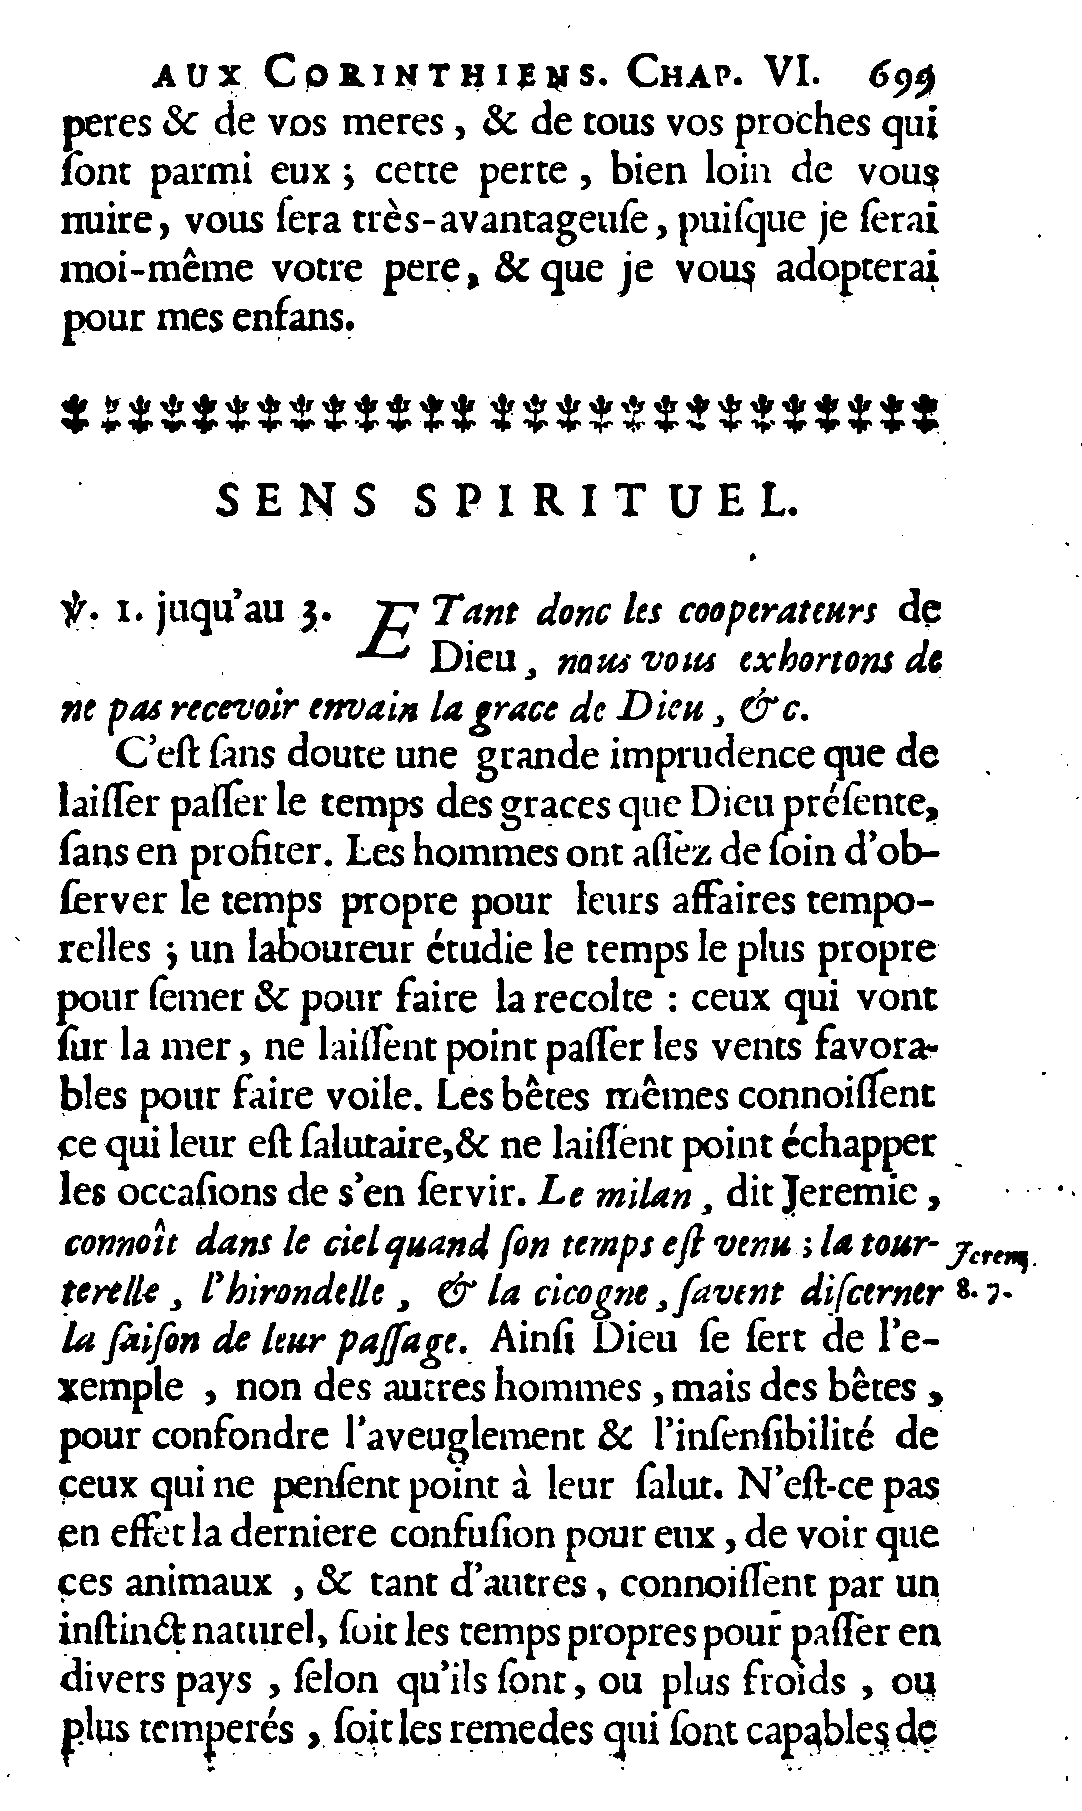 AUX CORINTHIENS. CHAP. VI. 699
peres & de vos meres, & de tous vos proches qui
ſont parmi eux ; cette perte, bien loin de vous
nuire, vous ſera très-avantageuſe, puiſque je ſerai
moi-même votre pere, & que je vous adopterai
pour mes enfans.
SENS SPIRITUEL.
℣. 1. juqu'au 3. ETant donc les cooperateurs de
Dieu, nous vous exhortons de
ne pas recevoir envain la grace de Dieu, &c.
C'eſt ſans doute une grande imprudence que de
laiſſer paſſer le temps des graces que Dieu préſente,
ſans en profiter. Les hommes ont aſſez de ſoin d'ob-
ſerver le temps propre pour leurs affaires tempo-
relles ; un laboureur étudie le temps le plus propre
pour ſemer & pour faire la recolte : ceux qui vont
ſur la mer, ne laiſſent point paſſer les vents favora-
bles pour faire voile. Les bêtes mêmes connoiſſent
ce qui leur eſt ſalutaire, & ne laiſſent point échapper
les occaſions de s'en ſervir. Le milan, dit Jeremie,
connoît dans le ciel quand ſon temps eſt venu ; la tour-
terelle, l'hirondelle, & la cicogne, ſavent diſcerner
la ſaiſon de leur paſſage. Ainſi Dieu ſe ſert de l'e-
xemple, non des autres hommes, mais des bêtes,
pour confondre l'aveuglement & l'inſenſibilité de
ceux qui ne penſent point à leur ſalut. N'eſt-ce pas
en effet la derniere confuſion pour eux, de voir que
ces animaux, & tant d'autres, connoiſſent par un
inſtinct naturel, ſoit les temps propres pour paſſer en
divers pays, ſelon qu'ils ſont, ou plus froids, ou
plus temperés, ſoit les remedes qui ſont capables de
Jerem.
8. 7.